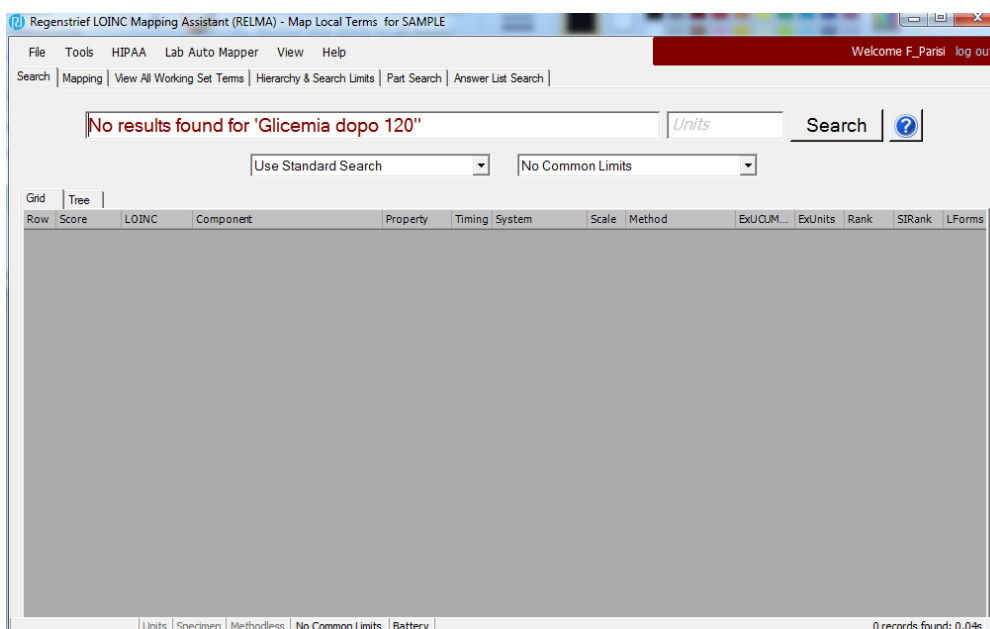 Regenstrief LOINC Mapping Assistant (RELMA) - Map Local Terms for SAMPLE
File Tools HIPAA Lab Auto Mapper View Help Welcome F_Parisi log ou
Search Mapping View All Working Set Terms Hierarchy & Search Limits Part Search Answer List Search
No results found for 'Glicemia dopo 120'' Units Search ?
Use Standard Search No Common Limits
Grid Tree
Row Score LOINC Component Property Timing System Scale Method ExUCUM... ExUnits Rank SIRank LForms
Units Specimen Methodless No Common Limits Battery 0 records found: 0.04s